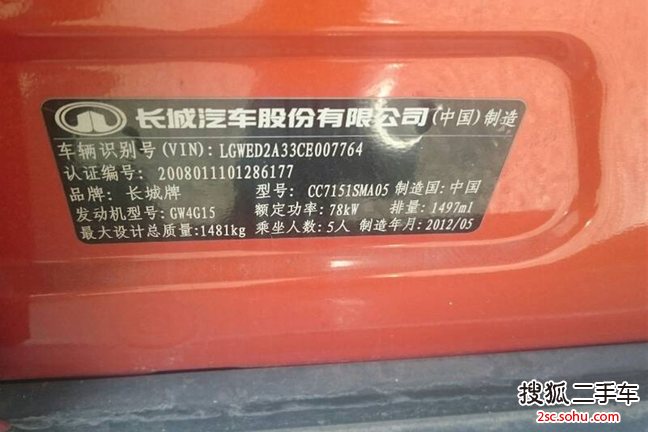 长城汽车股份有限公司(中国)制造
车辆识别号(VIN): LGWED2A33CE007764
认证编号: 2008011101286177
品牌: 长城牌 型号: CC7151SMA05 制造国: 中国
发动机型号: GW4G15 额定功率: 78kW 排量: 1497ml
最大设计总质量: 1481kg 乘坐人数: 5人 制造年月: 2012/05
搜狐 二手车
2sc.sohu.com